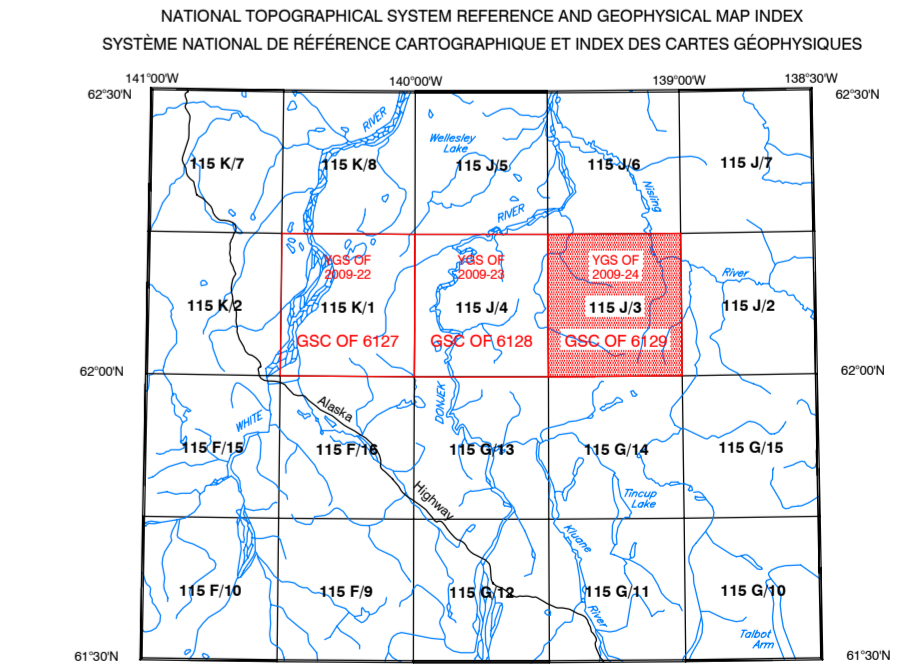 NATIONAL TOPOGRAPHICAL SYSTEM REFERENCE AND GEOPHYSICAL MAP INDEX
SYSTÈME NATIONAL DE RÉFÉRENCE CARTOGRAPHIQUE ET INDEX DES CARTES GÉOPHYSIQUES
141°00'W
140°00'W
139°00'W
138°30'W
62°30'N
62°30'N
RIVER
Wellesley
Lake
115 K/7
115 K/8
115 J/5
115 J/6
115 J/7
Nisling
RIVER
YGS OF
2009-22
YGS OF
2009-23
YGS OF
2009-24
River
115 K/2
115 K/1
115 J/4
115 J/3
115 J/2
GSC OF 6127
GSC OF 6128
GSC OF 6129
62°00'N
62°00'N
Alaska
DONJEK
WHITE
115 F/15
115 F/16
115 G/13
115 G/14
115 G/15
Highway
Tincup
Lake
Kluane
115 F/10
115 F/9
115 G/12
115 G/11
115 G/10
River
Talbot
Arm
61°30'N
61°30'N